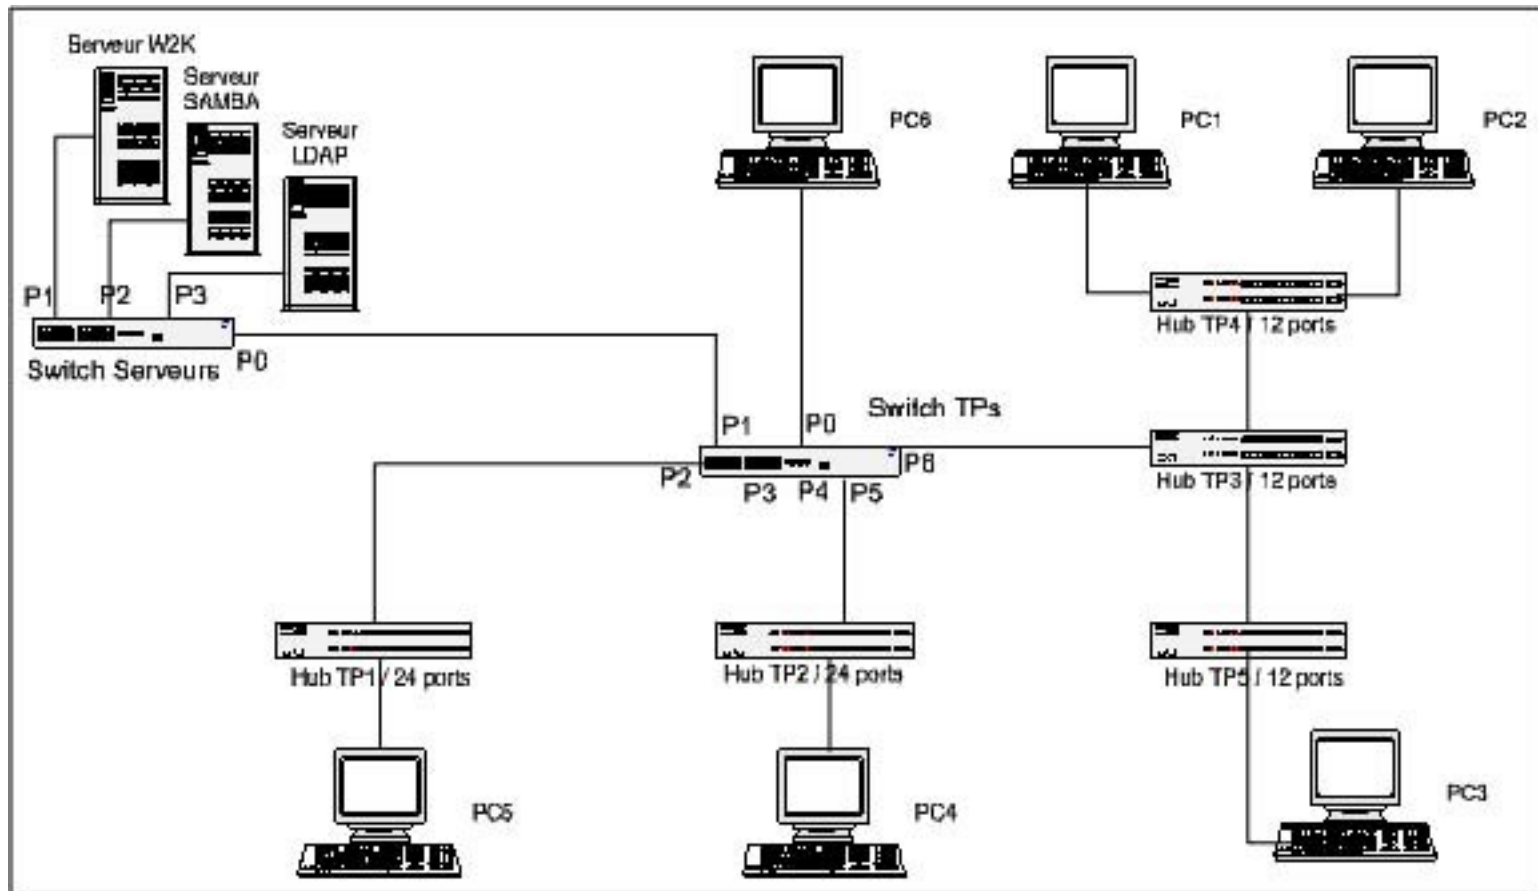 Serveur W2K
Serveur
SAMBA
Serveur
LDAP
PC6
PC1
PC2
P1
P2
P3
P0
Switch Serveurs
Hub TP4 / 12 ports
Switch TPs
P1
P0
P2
P3
P4
P5
P6
Hub TP3 / 12 ports
Hub TP1 / 24 ports
Hub TP2 / 24 ports
Hub TP5 / 12 ports
PC5
PC4
PC3